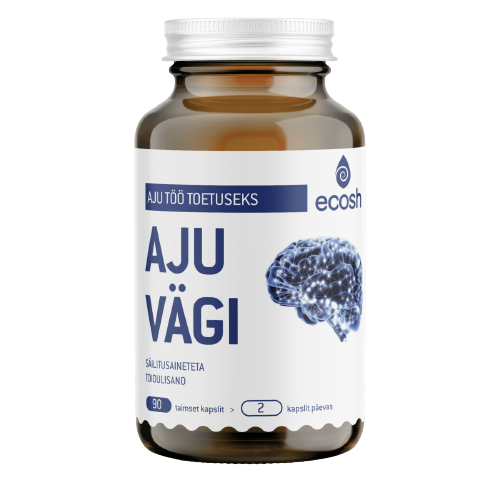 AJU TÖÖ TOETUSEKS
ecosh
AJU
VÄGI
SÄILITUSAINETETA
TOIDULISAND
90 taimset kapslit > 2 kapslit päevas